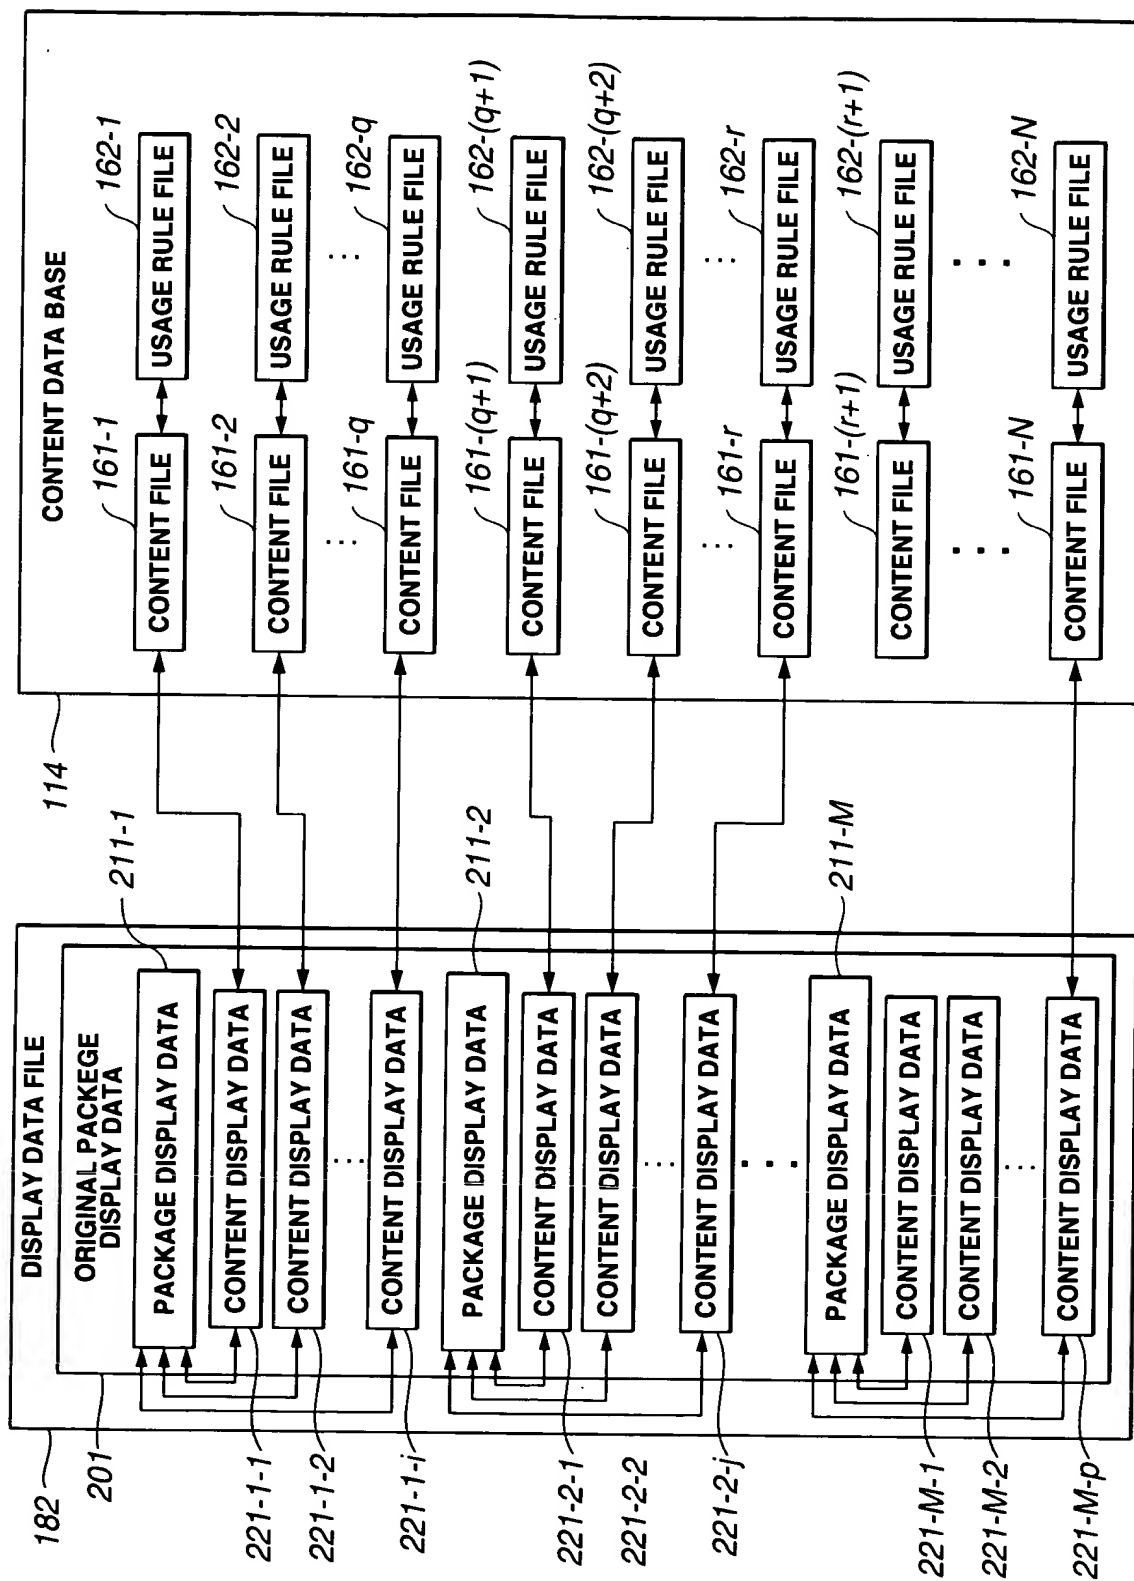 DISPLAY DATA FILE
ORIGINAL PACKEGE
DISPLAY DATA
PACKAGE DISPLAY DATA
CONTENT DISPLAY DATA
CONTENT DISPLAY DATA
...
CONTENT DISPLAY DATA
PACKAGE DISPLAY DATA
CONTENT DISPLAY DATA
CONTENT DISPLAY DATA
...
CONTENT DISPLAY DATA
...
PACKAGE DISPLAY DATA
CONTENT DISPLAY DATA
CONTENT DISPLAY DATA
...
CONTENT DISPLAY DATA
182
201
221-1-1
221-1-2
221-1-i
221-2-1
221-2-2
221-2-j
221-M-1
221-M-2
221-M-p
211-1
211-2
211-M
114
CONTENT DATA BASE
161-1
CONTENT FILE
162-1
USAGE RULE FILE
161-2
CONTENT FILE
162-2
USAGE RULE FILE
...
...
161-q
CONTENT FILE
162-q
USAGE RULE FILE
161-(q+1)
CONTENT FILE
162-(q+1)
USAGE RULE FILE
161-(q+2)
CONTENT FILE
162-(q+2)
USAGE RULE FILE
...
...
161-r
CONTENT FILE
162-r
USAGE RULE FILE
161-(r+1)
CONTENT FILE
162-(r+1)
USAGE RULE FILE
...
...
161-N
CONTENT FILE
162-N
USAGE RULE FILE